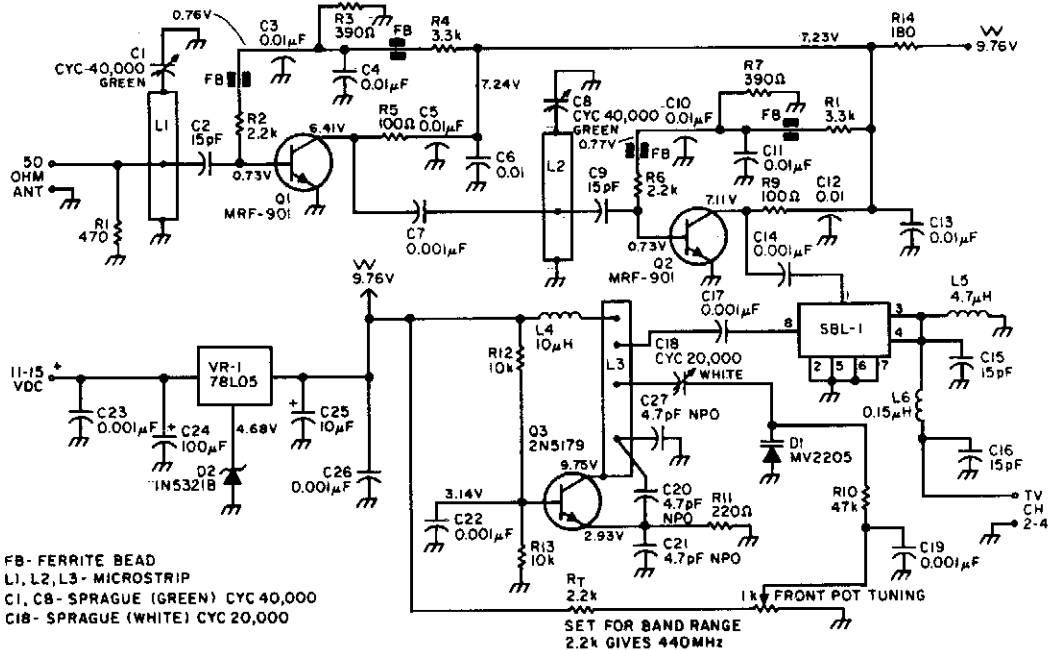 0.76V
C1
CYC-40,000
GREEN
C3
0.01µF
R3
390Ω
FB
R4
3.3k
C4
0.01µF
FB
R2
2.2k
L1
C2
15pF
50
OHM
ANT
R1
470
0.73V
6.41V
Q1
MRF-901
R5
100Ω
C5
0.01µF
7.24V
C6
0.01
C7
0.001µF
7.23V
R14
180
W
9.76V
C8
CYC 40,000
GREEN
0.77V
C10
0.01µF
R7
390Ω
FB
R1
3.3k
C11
0.01µF
FB
L2
C9
15pF
R6
2.2k
0.73V
7.11V
Q2
MRF-901
R9
100Ω
C12
0.01
C13
0.01µF
C14
0.001µF
1
SBL-1
8
3
4
2
5
6
7
L5
4.7µH
C15
15pF
L6
0.15µH
C16
15pF
TV
CH
2-4
W
9.76V
11-15
VDC
+
C23
0.001µF
+
C24
100µF
VR-1
78L05
4.68V
D2
1N5321B
+
C25
10µF
C26
0.001µF
L4
10µH
R12
10k
L3
C17
0.001µF
C18
CYC 20,000
WHITE
C27
4.7pF NPO
Q3
2N5179
9.75V
3.14V
2.93V
C22
0.001µF
R13
10k
C20
4.7pF
NPO
C21
4.7pF NPO
R11
220Ω
D1
MV2205
R10
47k
C19
0.001µF
RT
2.2k
1k
FRONT POT TUNING
SET FOR BAND RANGE
2.2k GIVES 440MHz
FB- FERRITE BEAD
L1, L2, L3- MICROSTRIP
C1, C8- SPRAGUE (GREEN) CYC 40,000
C18- SPRAGUE (WHITE) CYC 20,000